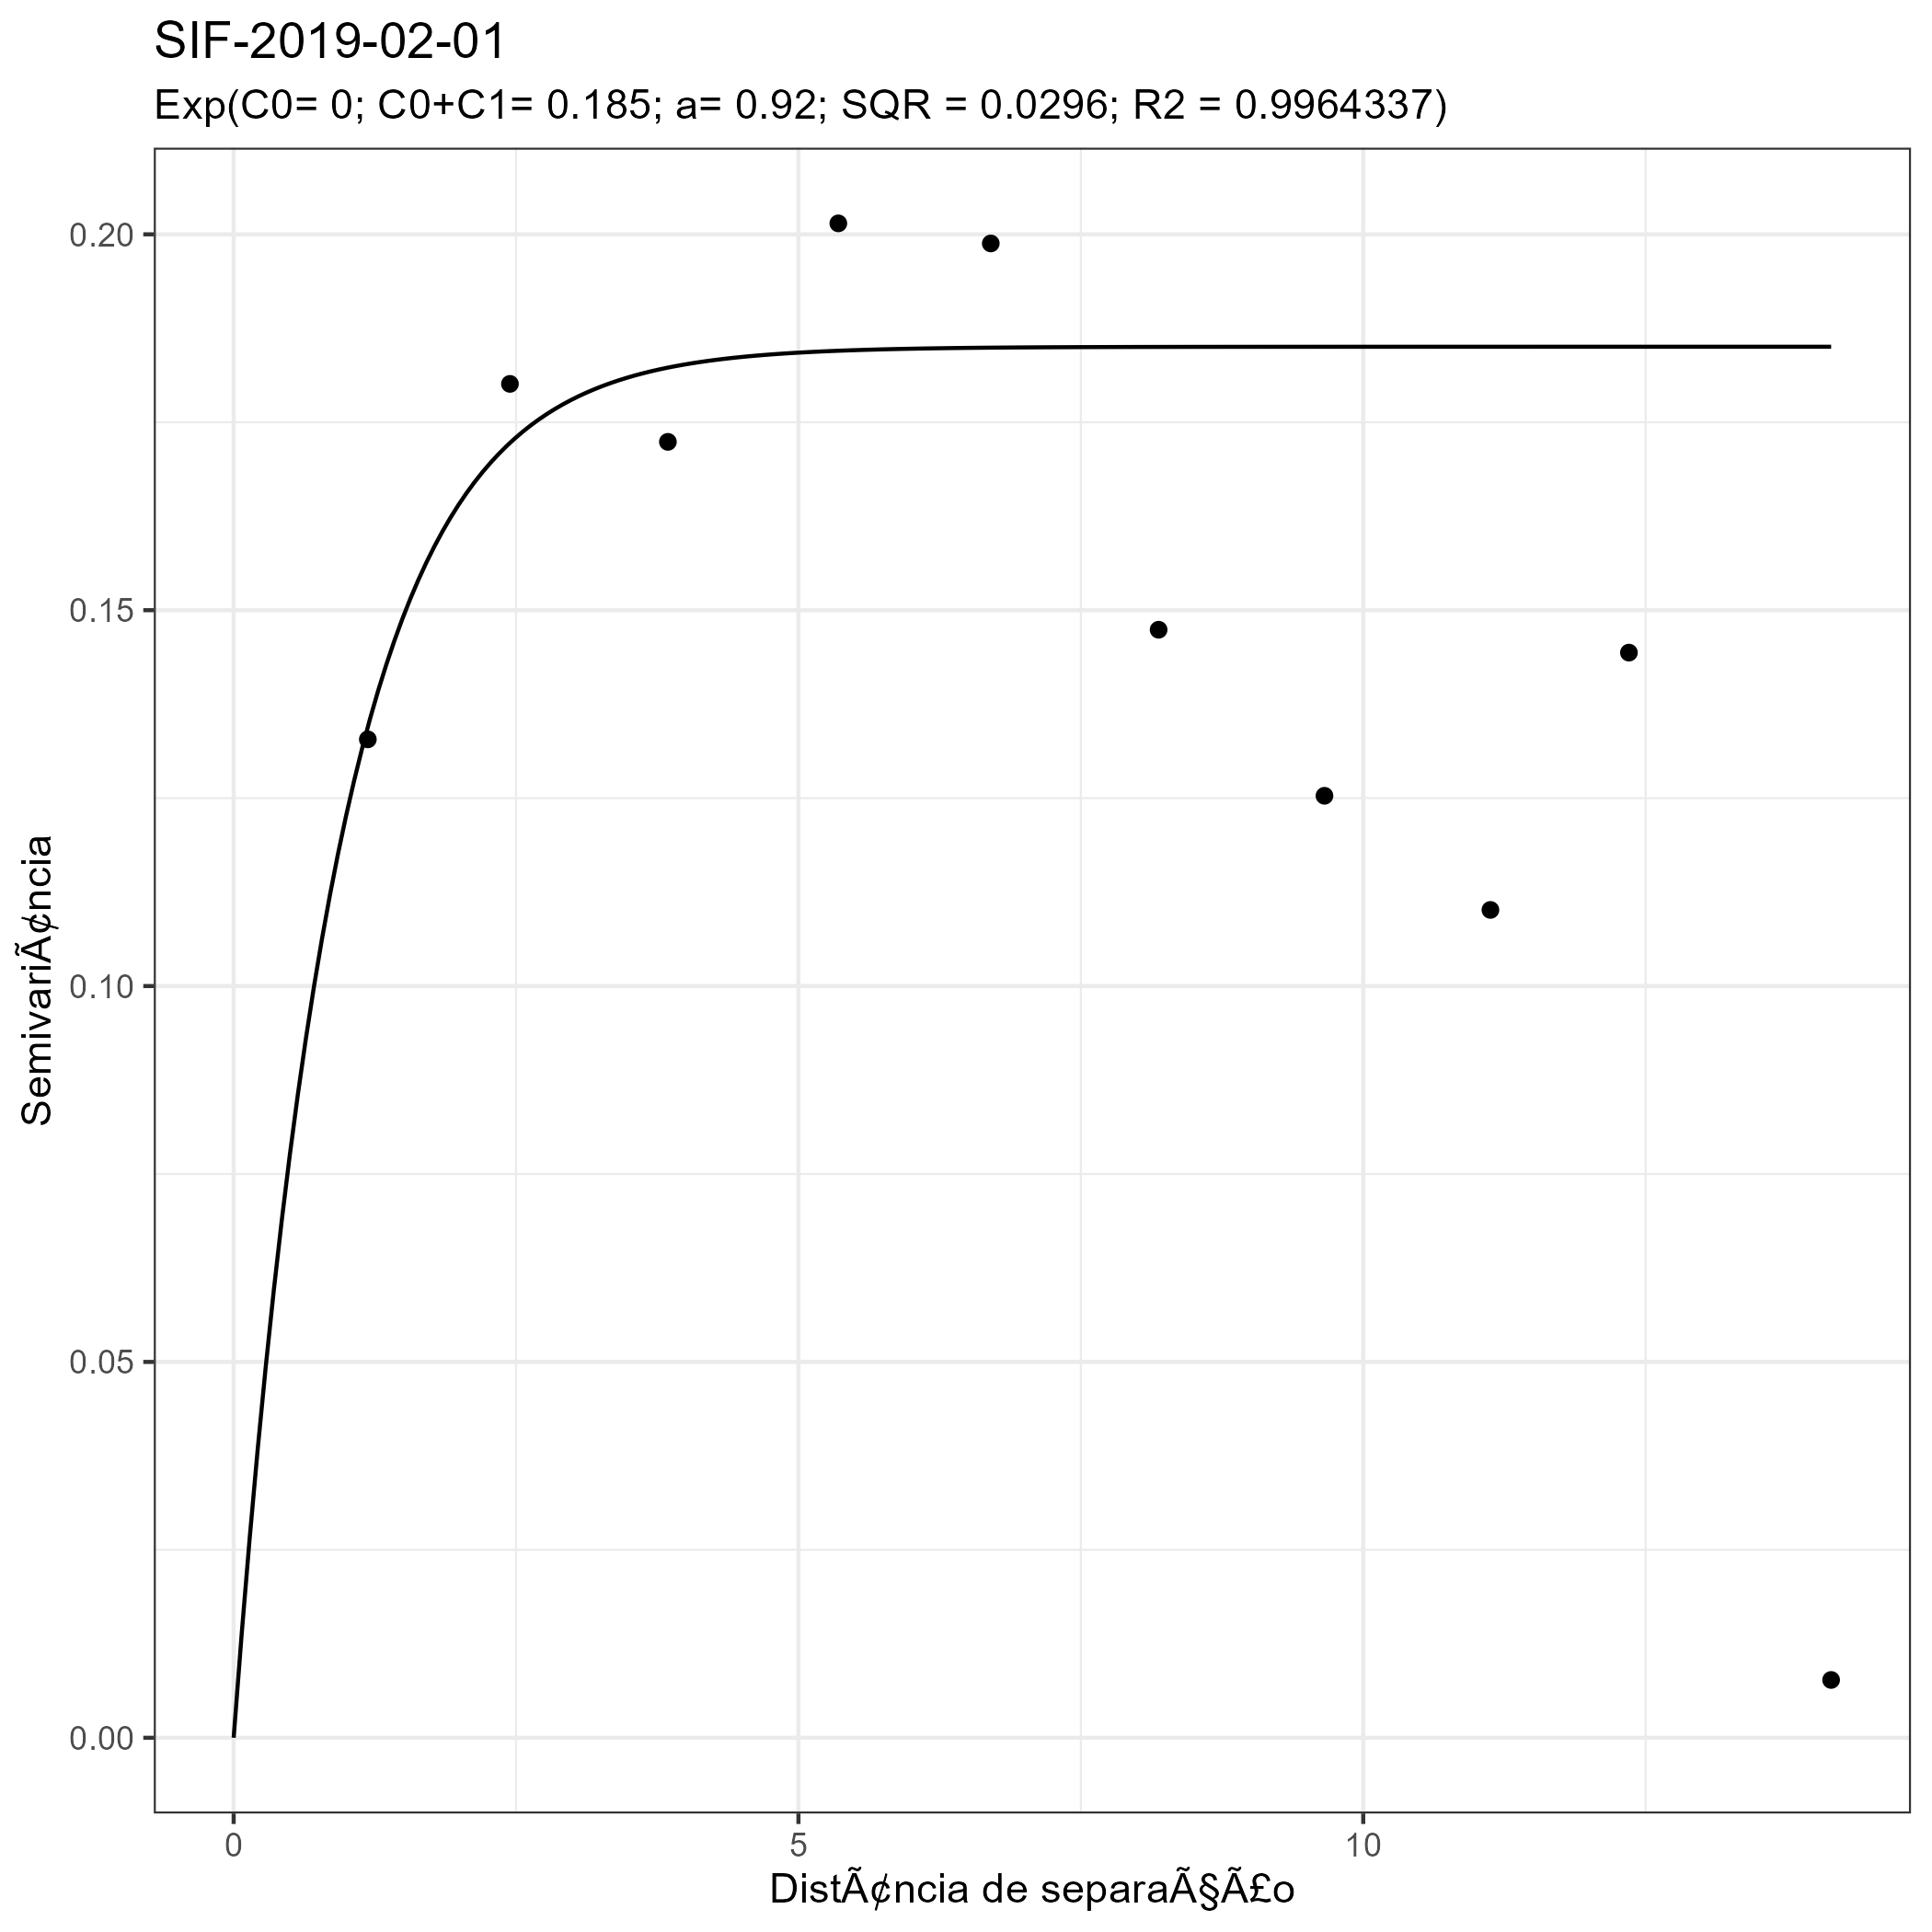 SIF-2019-02-01
Exp(C0= 0; C0+C1= 0.185; a= 0.92; SQR = 0.0296; R2 = 0.9964337)
SemivariÃ¢ncia
0.20
0.15
0.10
0.05
0.00
0 5 10
DistÃ¢ncia de separaÃ§Ã£o